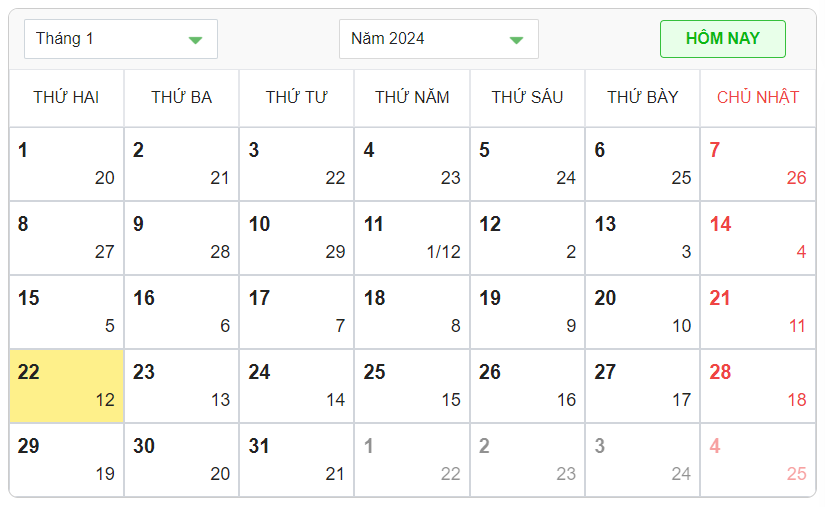 Tháng 1 Năm 2024 HÔM NAY
THỨ HAI THỨ BA THỨ TƯ THỨ NĂM THỨ SÁU THỨ BẢY CHỦ NHẬT
1 2 3 4 5 6 7
20 21 22 23 24 25 26
8 9 10 11 12 13 14
27 28 29 1/12 2 3 4
15 16 17 18 19 20 21
5 6 7 8 9 10 11
22 23 24 25 26 27 28
12 13 14 15 16 17 18
29 30 31 1 2 3 4
19 20 21 22 23 24 25